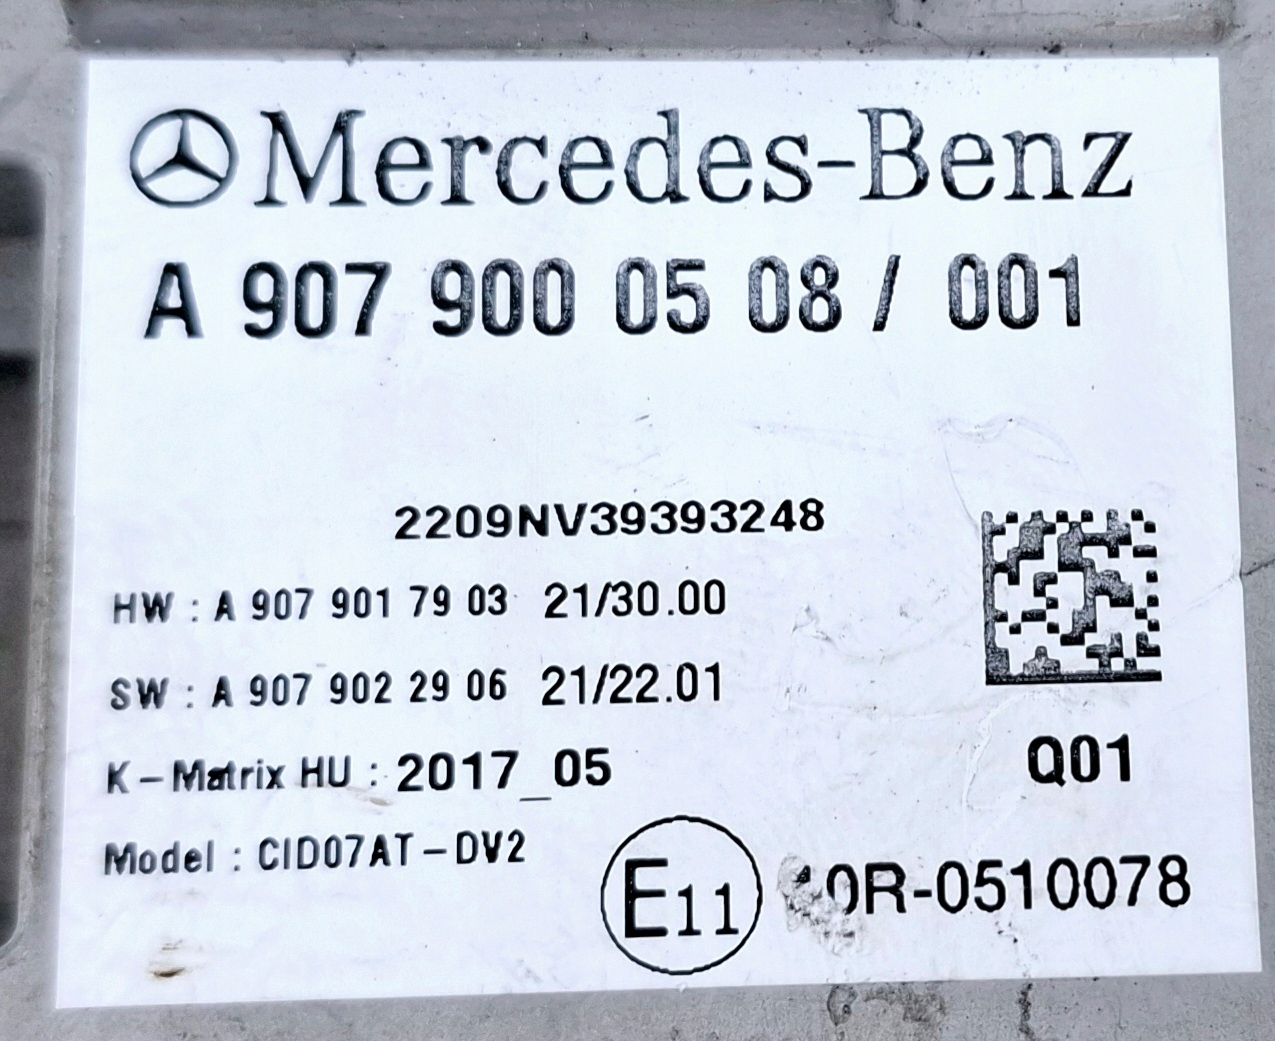 Mercedes-Benz
A 907 900 05 08 / 001
2209NV39393248
HW : A 907 901 79 03 21/30.00
SW : A 907 902 29 06 21/22.01
K-Matrix HU : 2017_05
Q01
Model : CID07AT-DV2
E11 10R-0510078